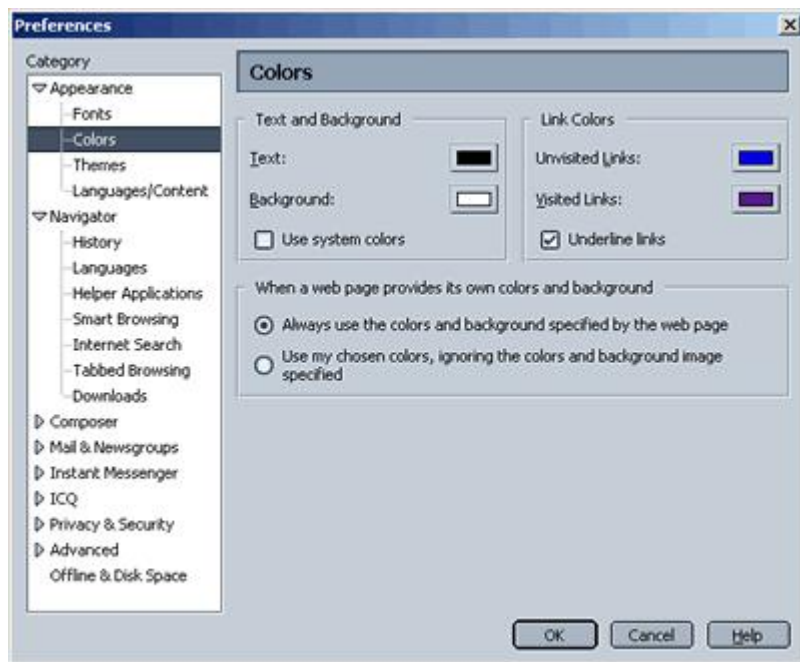 Preferences
Category
Appearance
Fonts
Colors
Themes
Languages/Content
Navigator
History
Languages
Helper Applications
Smart Browsing
Internet Search
Tabbed Browsing
Downloads
Composer
Mail & Newsgroups
Instant Messenger
ICQ
Privacy & Security
Advanced
Offline & Disk Space
Colors
Text and Background
Text:
Background:
Use system colors
Link Colors
Unvisited Links:
Visited Links:
Underline links
When a web page provides its own colors and background
Always use the colors and background specified by the web page
Use my chosen colors, ignoring the colors and background image
specified
OK
Cancel
Help